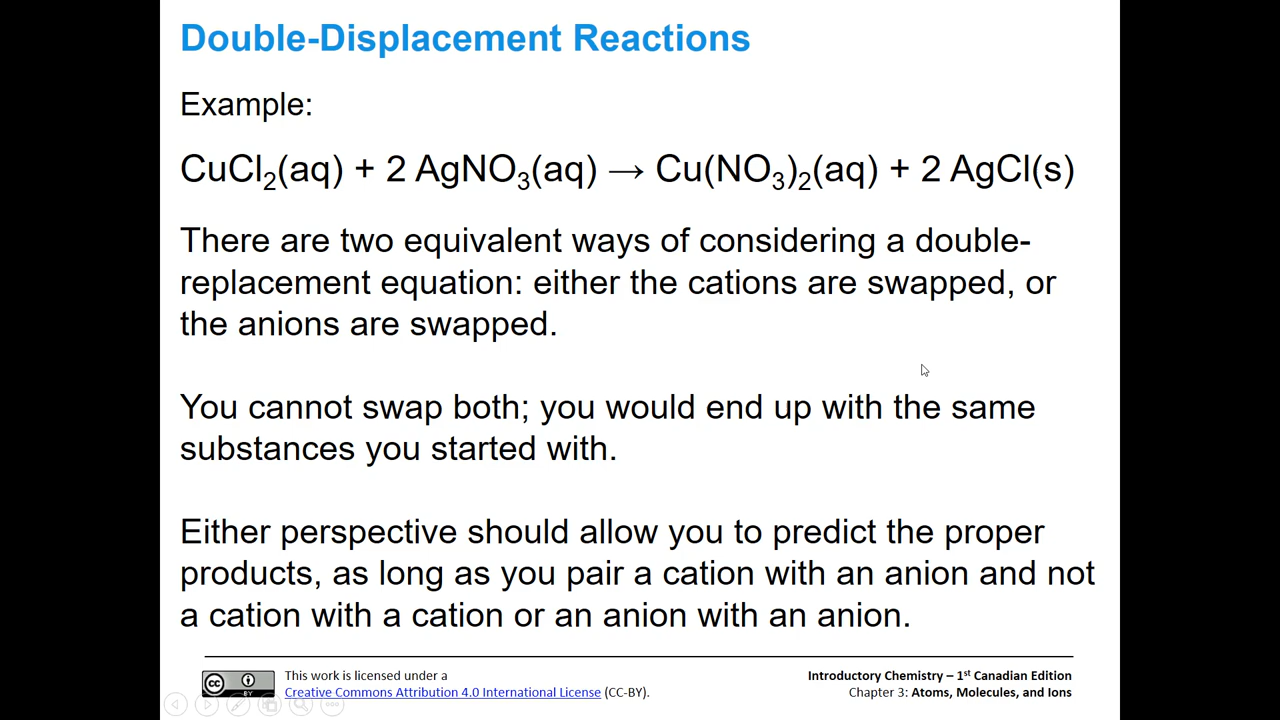 Double-Displacement Reactions
Example:
CuCl₂(aq) + 2 AgNO₃(aq) → Cu(NO₃)₂(aq) + 2 AgCl(s)
There are two equivalent ways of considering a double-
replacement equation: either the cations are swapped, or
the anions are swapped.
You cannot swap both; you would end up with the same
substances you started with.
Either perspective should allow you to predict the proper
products, as long as you pair a cation with an anion and not
a cation with a cation or an anion with an anion.
cc BY
This work is licensed under a
Creative Commons Attribution 4.0 International License (CC-BY).
Introductory Chemistry – 1ˢᵗ Canadian Edition
Chapter 3: Atoms, Molecules, and Ions